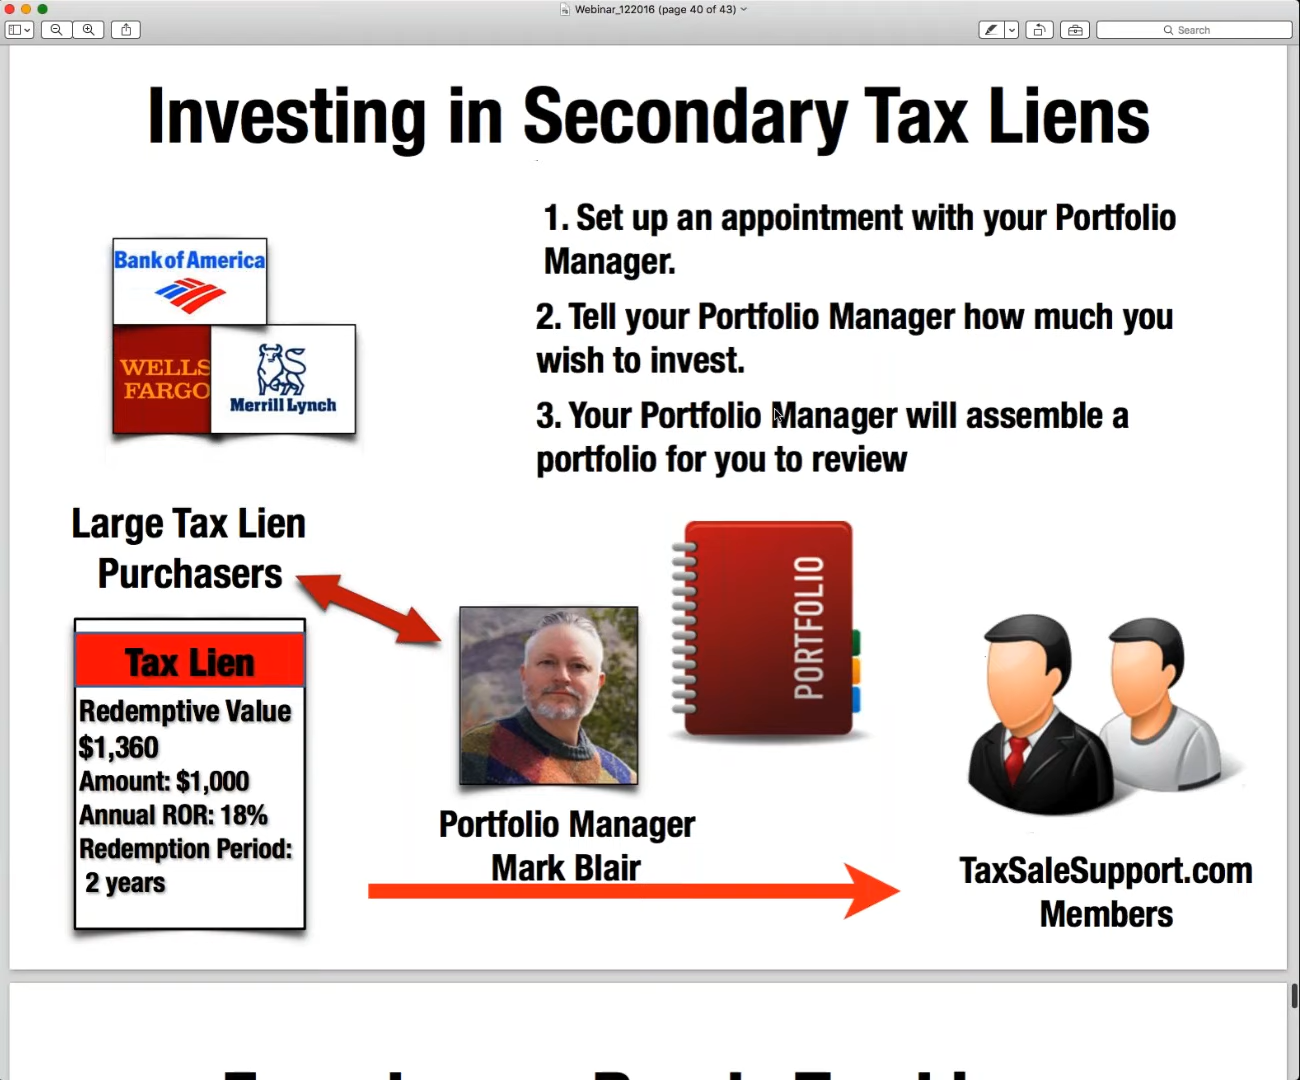 Webinar_122016 (page 40 of 43)
Search
Investing in Secondary Tax Liens
1. Set up an appointment with your Portfolio
Manager.
2. Tell your Portfolio Manager how much you
wish to invest.
3. Your Portfolio Manager will assemble a
portfolio for you to review
Bank of America
WELLS
FARGO
Merrill Lynch
Large Tax Lien
Purchasers
Tax Lien
Redemptive Value
$1,360
Amount: $1,000
Annual ROR: 18%
Redemption Period:
2 years
PORTFOLIO
Portfolio Manager
Mark Blair
TaxSaleSupport.com
Members